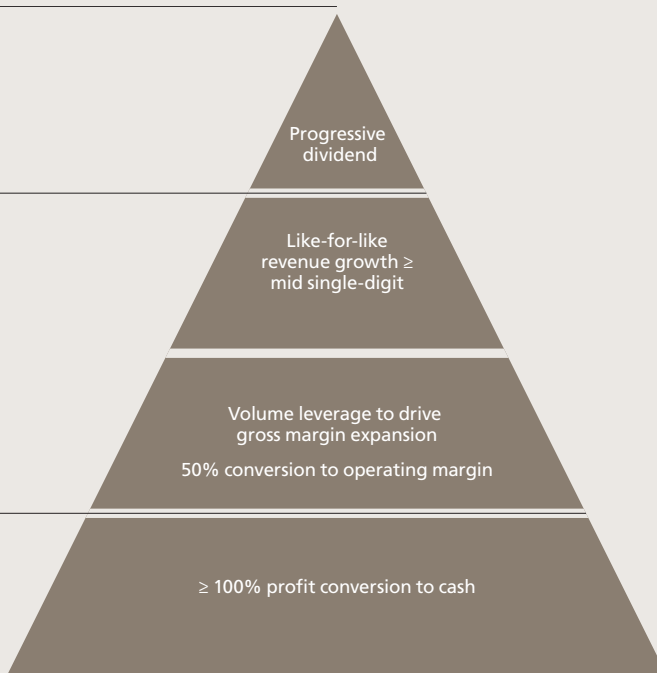 Progressive
dividend
Like-for-like
revenue growth ≥
mid single-digit
Volume leverage to drive
gross margin expansion
50% conversion to operating margin
≥ 100% profit conversion to cash